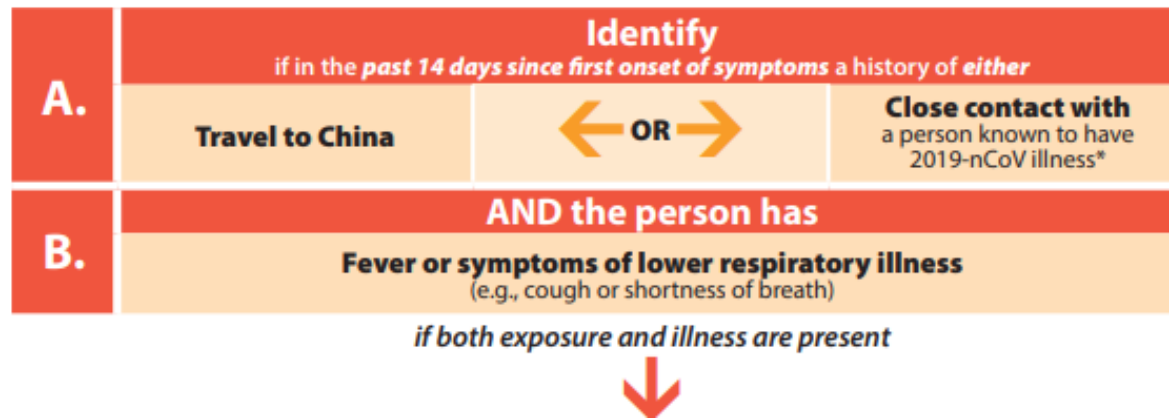 A.
Identify
if in the past 14 days since first onset of symptoms a history of either
Travel to China
OR
Close contact with
a person known to have
2019-nCoV illness*
B.
AND the person has
Fever or symptoms of lower respiratory illness
(e.g., cough or shortness of breath)
if both exposure and illness are present